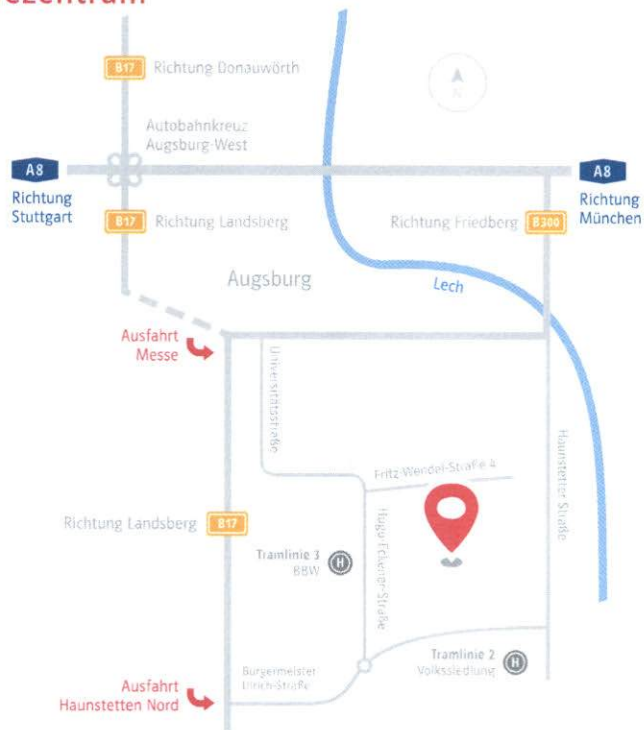 ezentrum
B17
Richtung Donauwörth
N
Autobahnkreuz
Augsburg-West
A8
Richtung
Stuttgart
A8
Richtung
München
B17
Richtung Landsberg
Richtung Friedberg
B300
Augsburg
Lech
Ausfahrt
Messe
Universitätsstraße
Fritz-Wendel-Straße 4
Haunstetter Straße
Richtung Landsberg
B17
Tramlinie 3
BBW
H
Hugo-Eckener-Straße
Tramlinie 2
Volkssiedlung
H
Bürgermeister
Ulrich-Straße
Ausfahrt
Haunstetten Nord